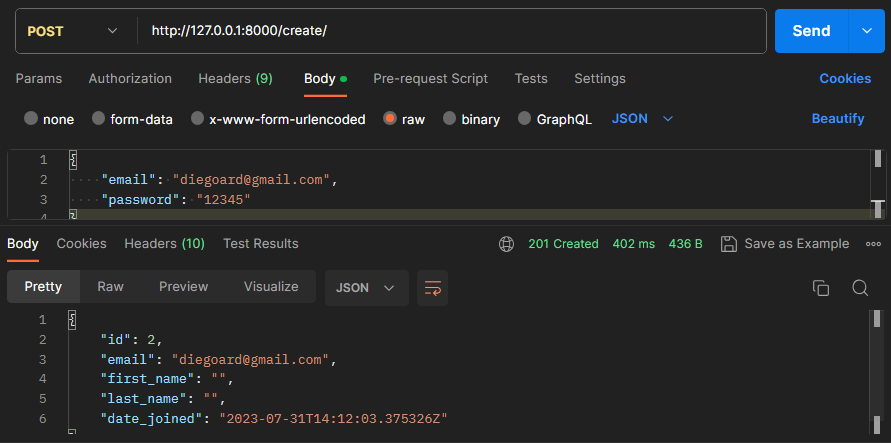 POST http://127.0.0.1:8000/create/ Send
Params Authorization Headers (9) Body Pre-request Script Tests Settings Cookies
none form-data x-www-form-urlencoded raw binary GraphQL JSON Beautify
1 {
2 "email": "diegoard@gmail.com",
3 "password": "12345"
4 }
Body Cookies Headers (10) Test Results 201 Created 402 ms 436 B Save as Example
Pretty Raw Preview Visualize JSON
1 {
2 "id": 2,
3 "email": "diegoard@gmail.com",
4 "first_name": "",
5 "last_name": "",
6 "date_joined": "2023-07-31T14:12:03.375326Z"